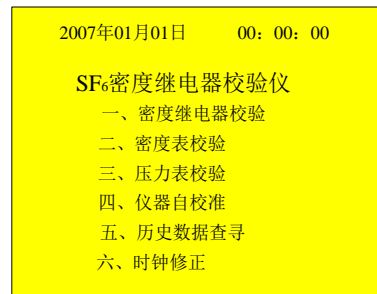 2007年01月01日 00：00：00
SF₆密度继电器校验仪
一、密度继电器校验
二、密度表校验
三、压力表校验
四、仪器自校准
五、历史数据查寻
六、时钟修正